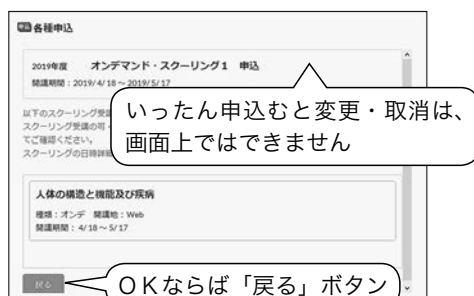 申込 各種申込
2019年度 オンデマンド・スクーリング1 申込
開講期間：2019/4/18～2019/5/17
以下のスクーリング受講
スクーリング受講の可・
てご確認ください。
スクーリングの日時詳細
いったん申込むと変更・取消は、
画面上ではできません
人体の構造と機能及び疾病
種類：オンデ 開講地：Web
開講期間：4/18～5/17
戻る
ＯＫならば「戻る」ボタン